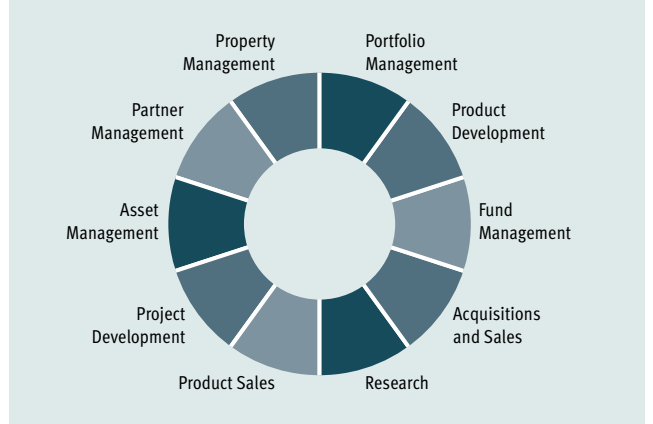 Property
Management
Portfolio
Management
Product
Development
Fund
Management
Acquisitions
and Sales
Research
Product Sales
Project
Development
Asset
Management
Partner
Management